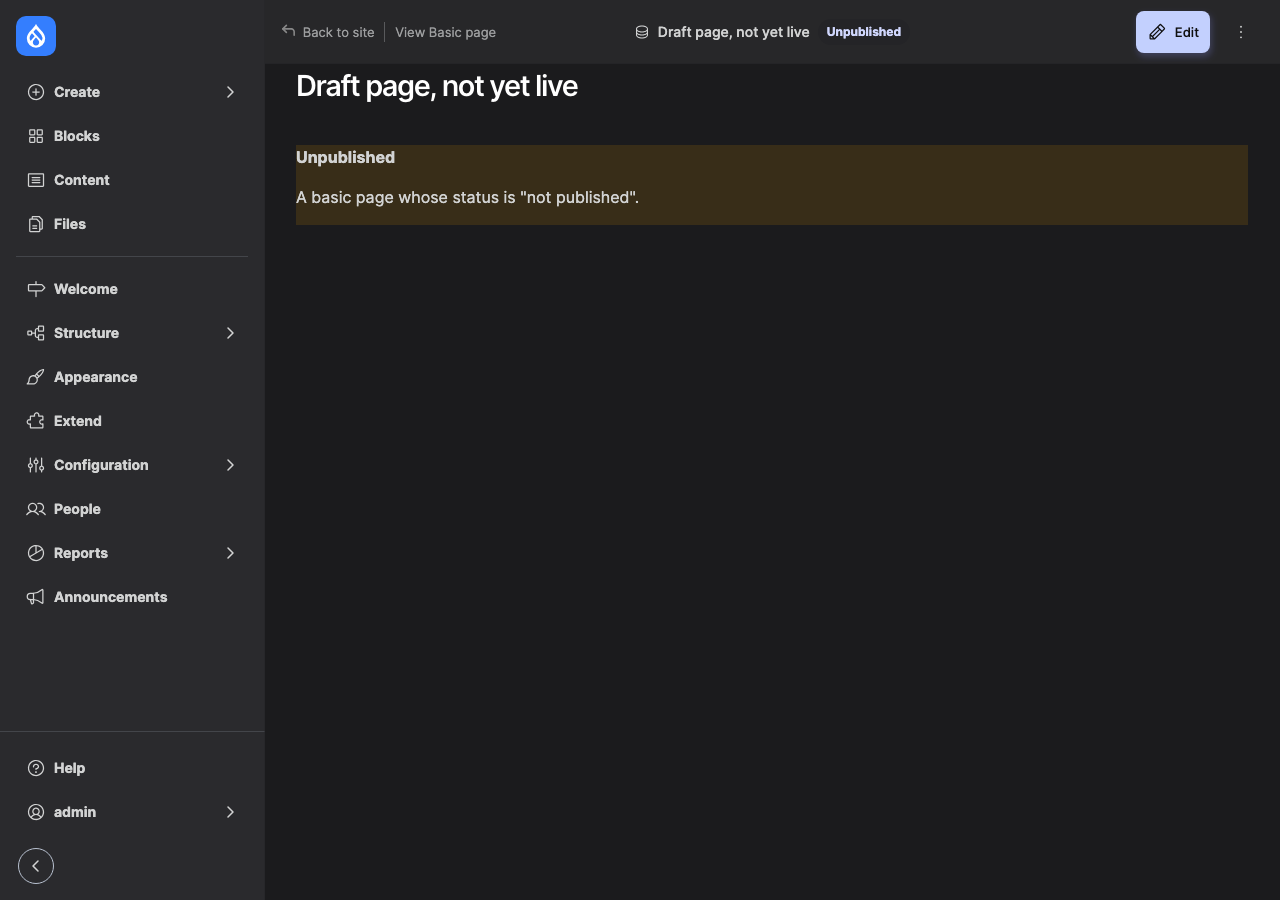 Back to site
View Basic page
Draft page, not yet live
Unpublished
Edit
Create
Blocks
Content
Files
Welcome
Structure
Appearance
Extend
Configuration
People
Reports
Announcements
Help
admin
Draft page, not yet live
Unpublished
A basic page whose status is "not published".